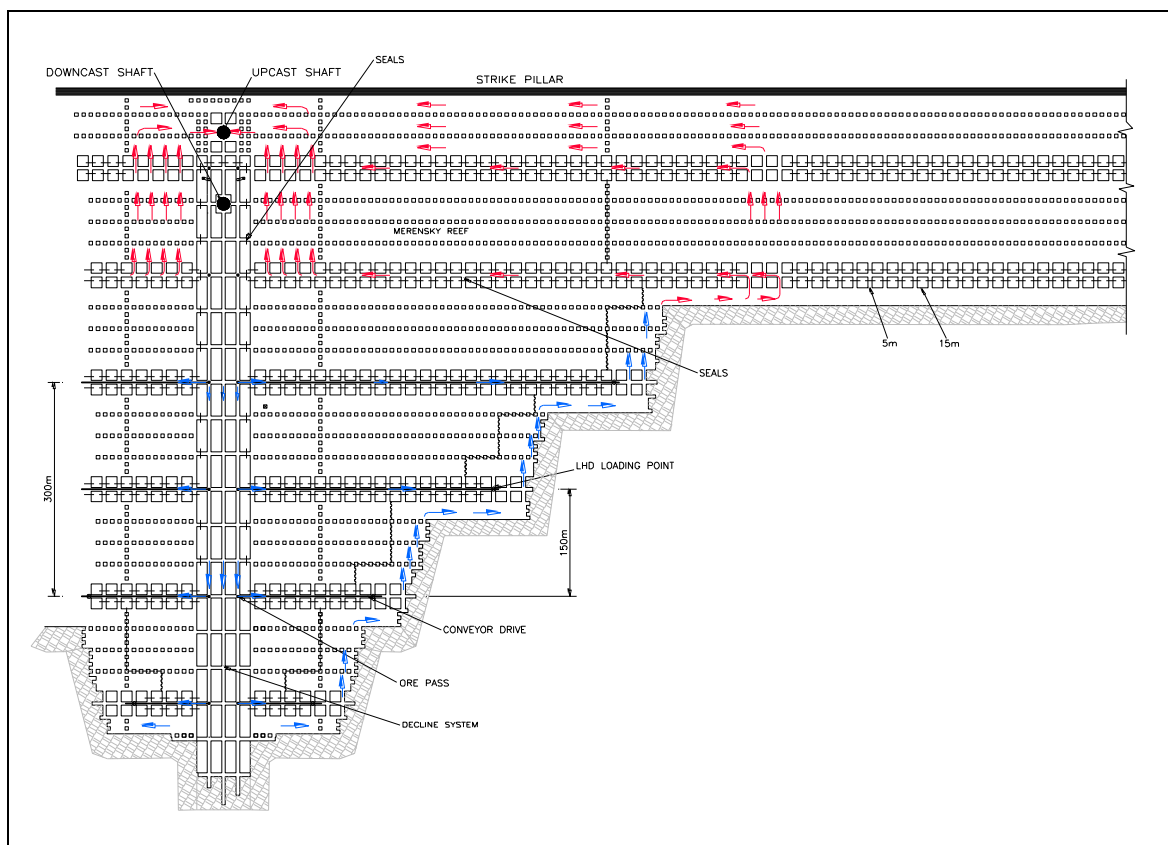 SEALS
DOWNCAST SHAFT
UPCAST SHAFT
STRIKE PILLAR
MERENSKY REEF
5m
15m
SEALS
LHD LOADING POINT
300m
150m
CONVEYOR DRIVE
ORE PASS
DECLINE SYSTEM